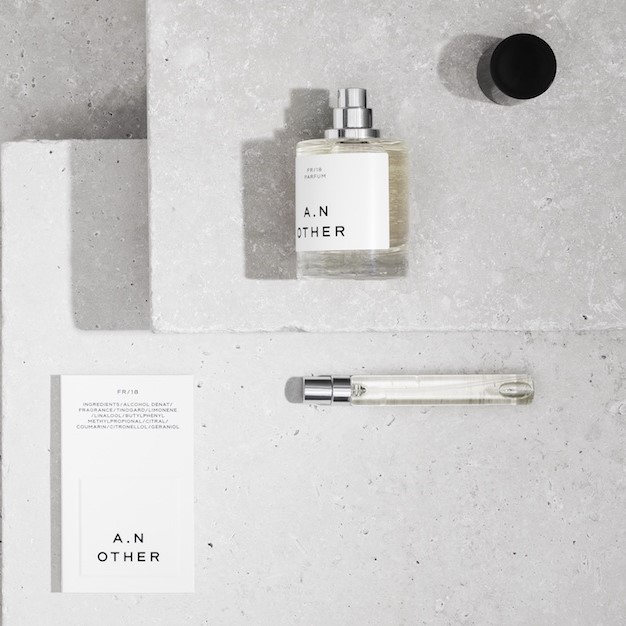 FR/18
PARFUM
A.N
OTHER
FR/18
INGREDIENTS/ALCOHOL DENAT/
FRAGRANCE/TINOGARD/LIMONENE
/LINALOOL/BUTYLPHENYL
METHYLPROPIONAL/CITRAL/
COUMARIN/CITRONELLOL/GERANIOL
A.N
OTHER